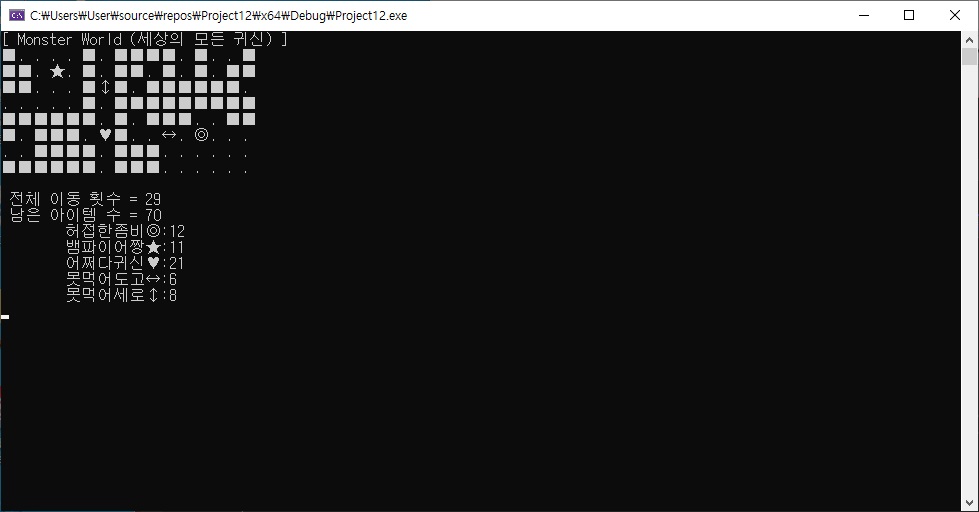 C:\Users\User\source\repos\Project12\x64\Debug\Project12.exe
[ Monster World (세상의 모든 귀신) ]
■. . . . ■. ■■■■. ■. . ■
■■. ★. ■. ■■. ■. ■. ■■
■■. . . ■↕■. ■■■■■■. 
. . . . . ■. ■■■■■■■■■
■■■■■■. ■. ■■■. . ■■
■. ■■■. ♥■. . ↔. ◎. . . 
. . ■■■■. ■■■. . . . . . 
■■■■■■. ■■■. . . . . . 
전체 이동 횟수 = 29
남은 아이템 수 = 70
허접한좀비◎:12
뱀파이어짱★:11
어쩌다귀신♥:21
못먹어도고↔:6
못먹어세로↕:8